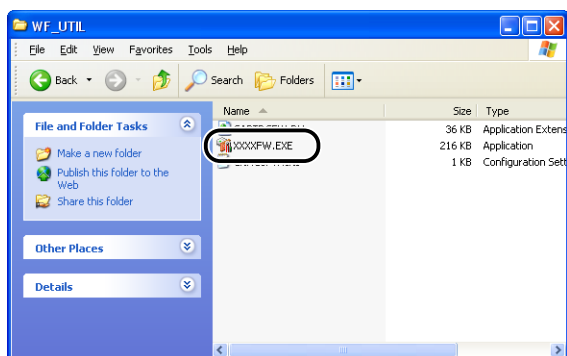 WF_UTIL
File Edit View Favorites Tools Help
Back Search Folders
Name Size Type
36 KB Application Extens
XXXXFW.EXE 216 KB Application
1 KB Configuration Sett
File and Folder Tasks
Make a new folder
Publish this folder to the
Web
Share this folder
Other Places
Details